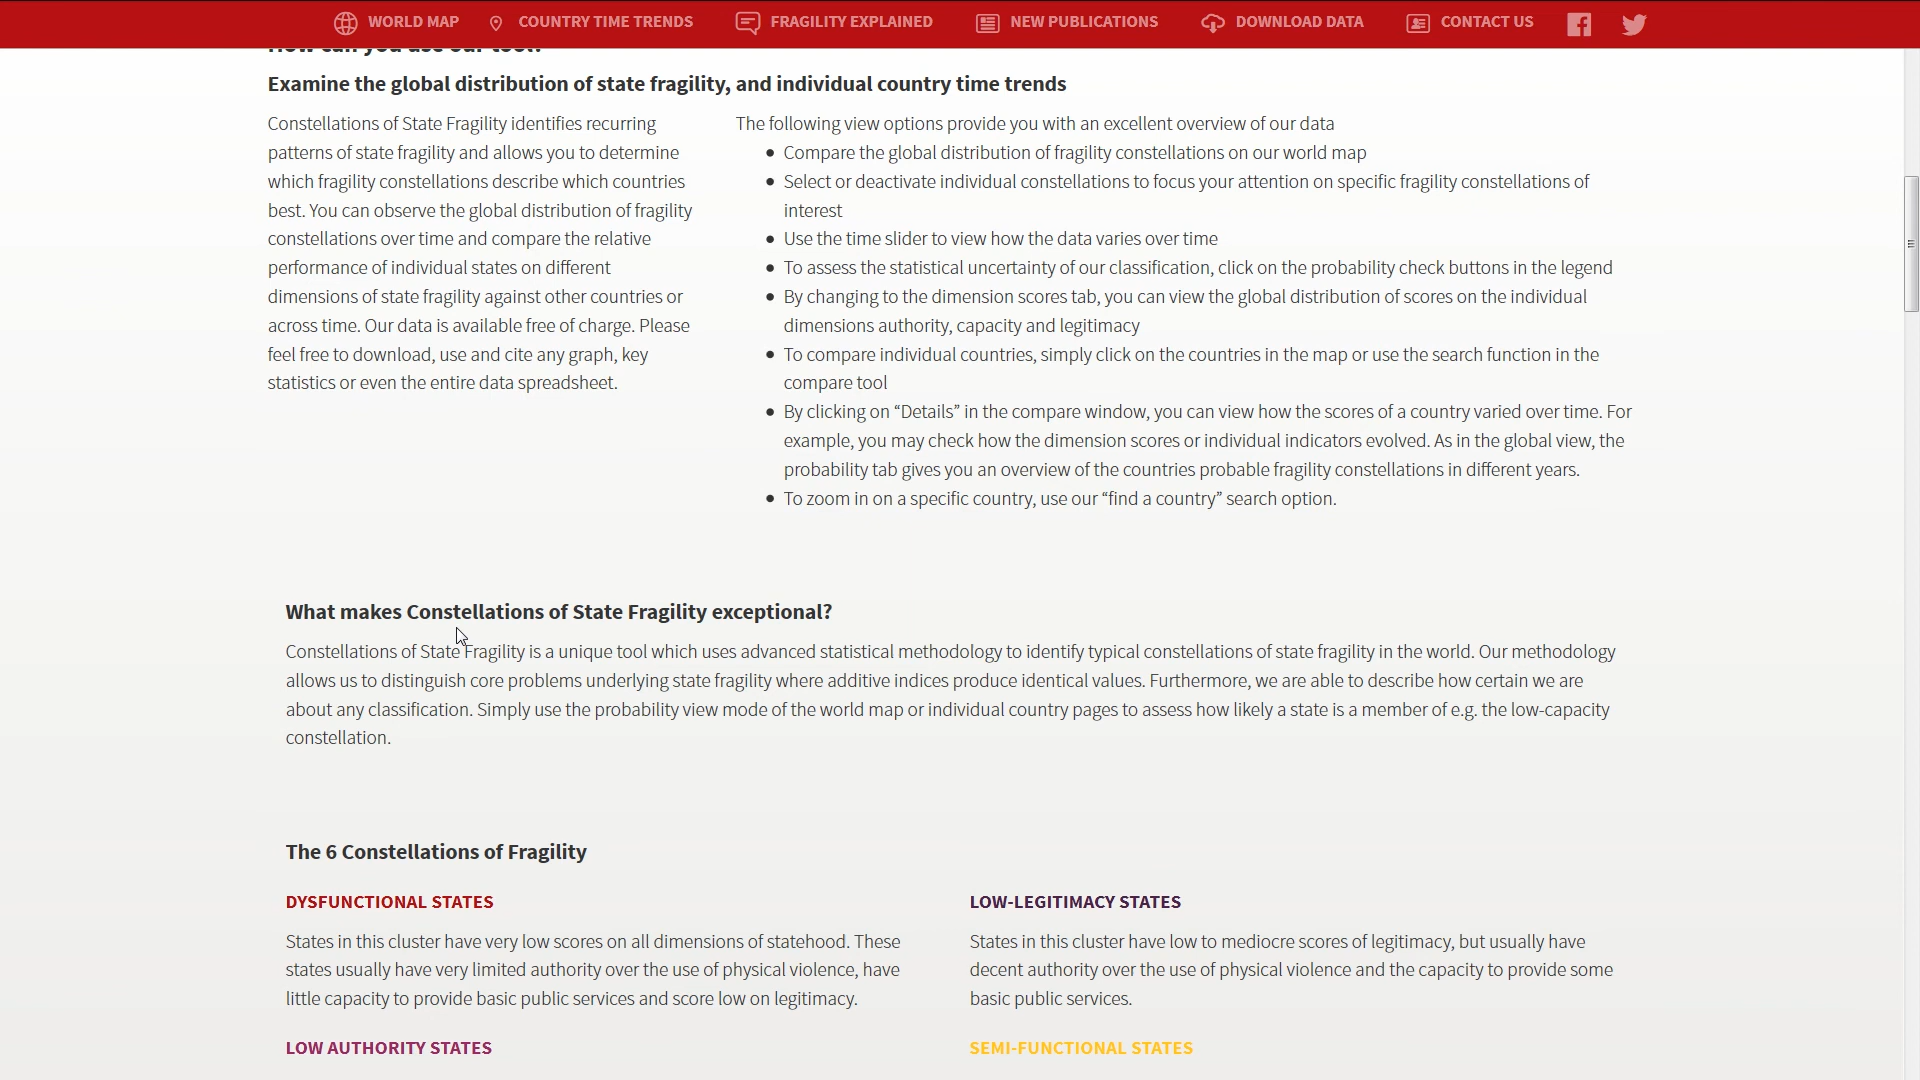 WORLD MAP COUNTRY TIME TRENDS FRAGILITY EXPLAINED NEW PUBLICATIONS DOWNLOAD DATA CONTACT US
How can you use our tool?
Examine the global distribution of state fragility, and individual country time trends
Constellations of State Fragility identifies recurring
patterns of state fragility and allows you to determine
which fragility constellations describe which countries
best. You can observe the global distribution of fragility
constellations over time and compare the relative
performance of individual states on different
dimensions of state fragility against other countries or
across time. Our data is available free of charge. Please
feel free to download, use and cite any graph, key
statistics or even the entire data spreadsheet.
The following view options provide you with an excellent overview of our data
• Compare the global distribution of fragility constellations on our world map
• Select or deactivate individual constellations to focus your attention on specific fragility constellations of
interest
• Use the time slider to view how the data varies over time
• To assess the statistical uncertainty of our classification, click on the probability check buttons in the legend
• By changing to the dimension scores tab, you can view the global distribution of scores on the individual
dimensions authority, capacity and legitimacy
• To compare individual countries, simply click on the countries in the map or use the search function in the
compare tool
• By clicking on “Details” in the compare window, you can view how the scores of a country varied over time. For
example, you may check how the dimension scores or individual indicators evolved. As in the global view, the
probability tab gives you an overview of the countries probable fragility constellations in different years.
• To zoom in on a specific country, use our “find a country” search option.
What makes Constellations of State Fragility exceptional?
Constellations of State Fragility is a unique tool which uses advanced statistical methodology to identify typical constellations of state fragility in the world. Our methodology
allows us to distinguish core problems underlying state fragility where additive indices produce identical values. Furthermore, we are able to describe how certain we are
about any classification. Simply use the probability view mode of the world map or individual country pages to assess how likely a state is a member of e.g. the low-capacity
constellation.
The 6 Constellations of Fragility
DYSFUNCTIONAL STATES
States in this cluster have very low scores on all dimensions of statehood. These
states usually have very limited authority over the use of physical violence, have
little capacity to provide basic public services and score low on legitimacy.
LOW AUTHORITY STATES
LOW-LEGITIMACY STATES
States in this cluster have low to mediocre scores of legitimacy, but usually have
decent authority over the use of physical violence and the capacity to provide some
basic public services.
SEMI-FUNCTIONAL STATES